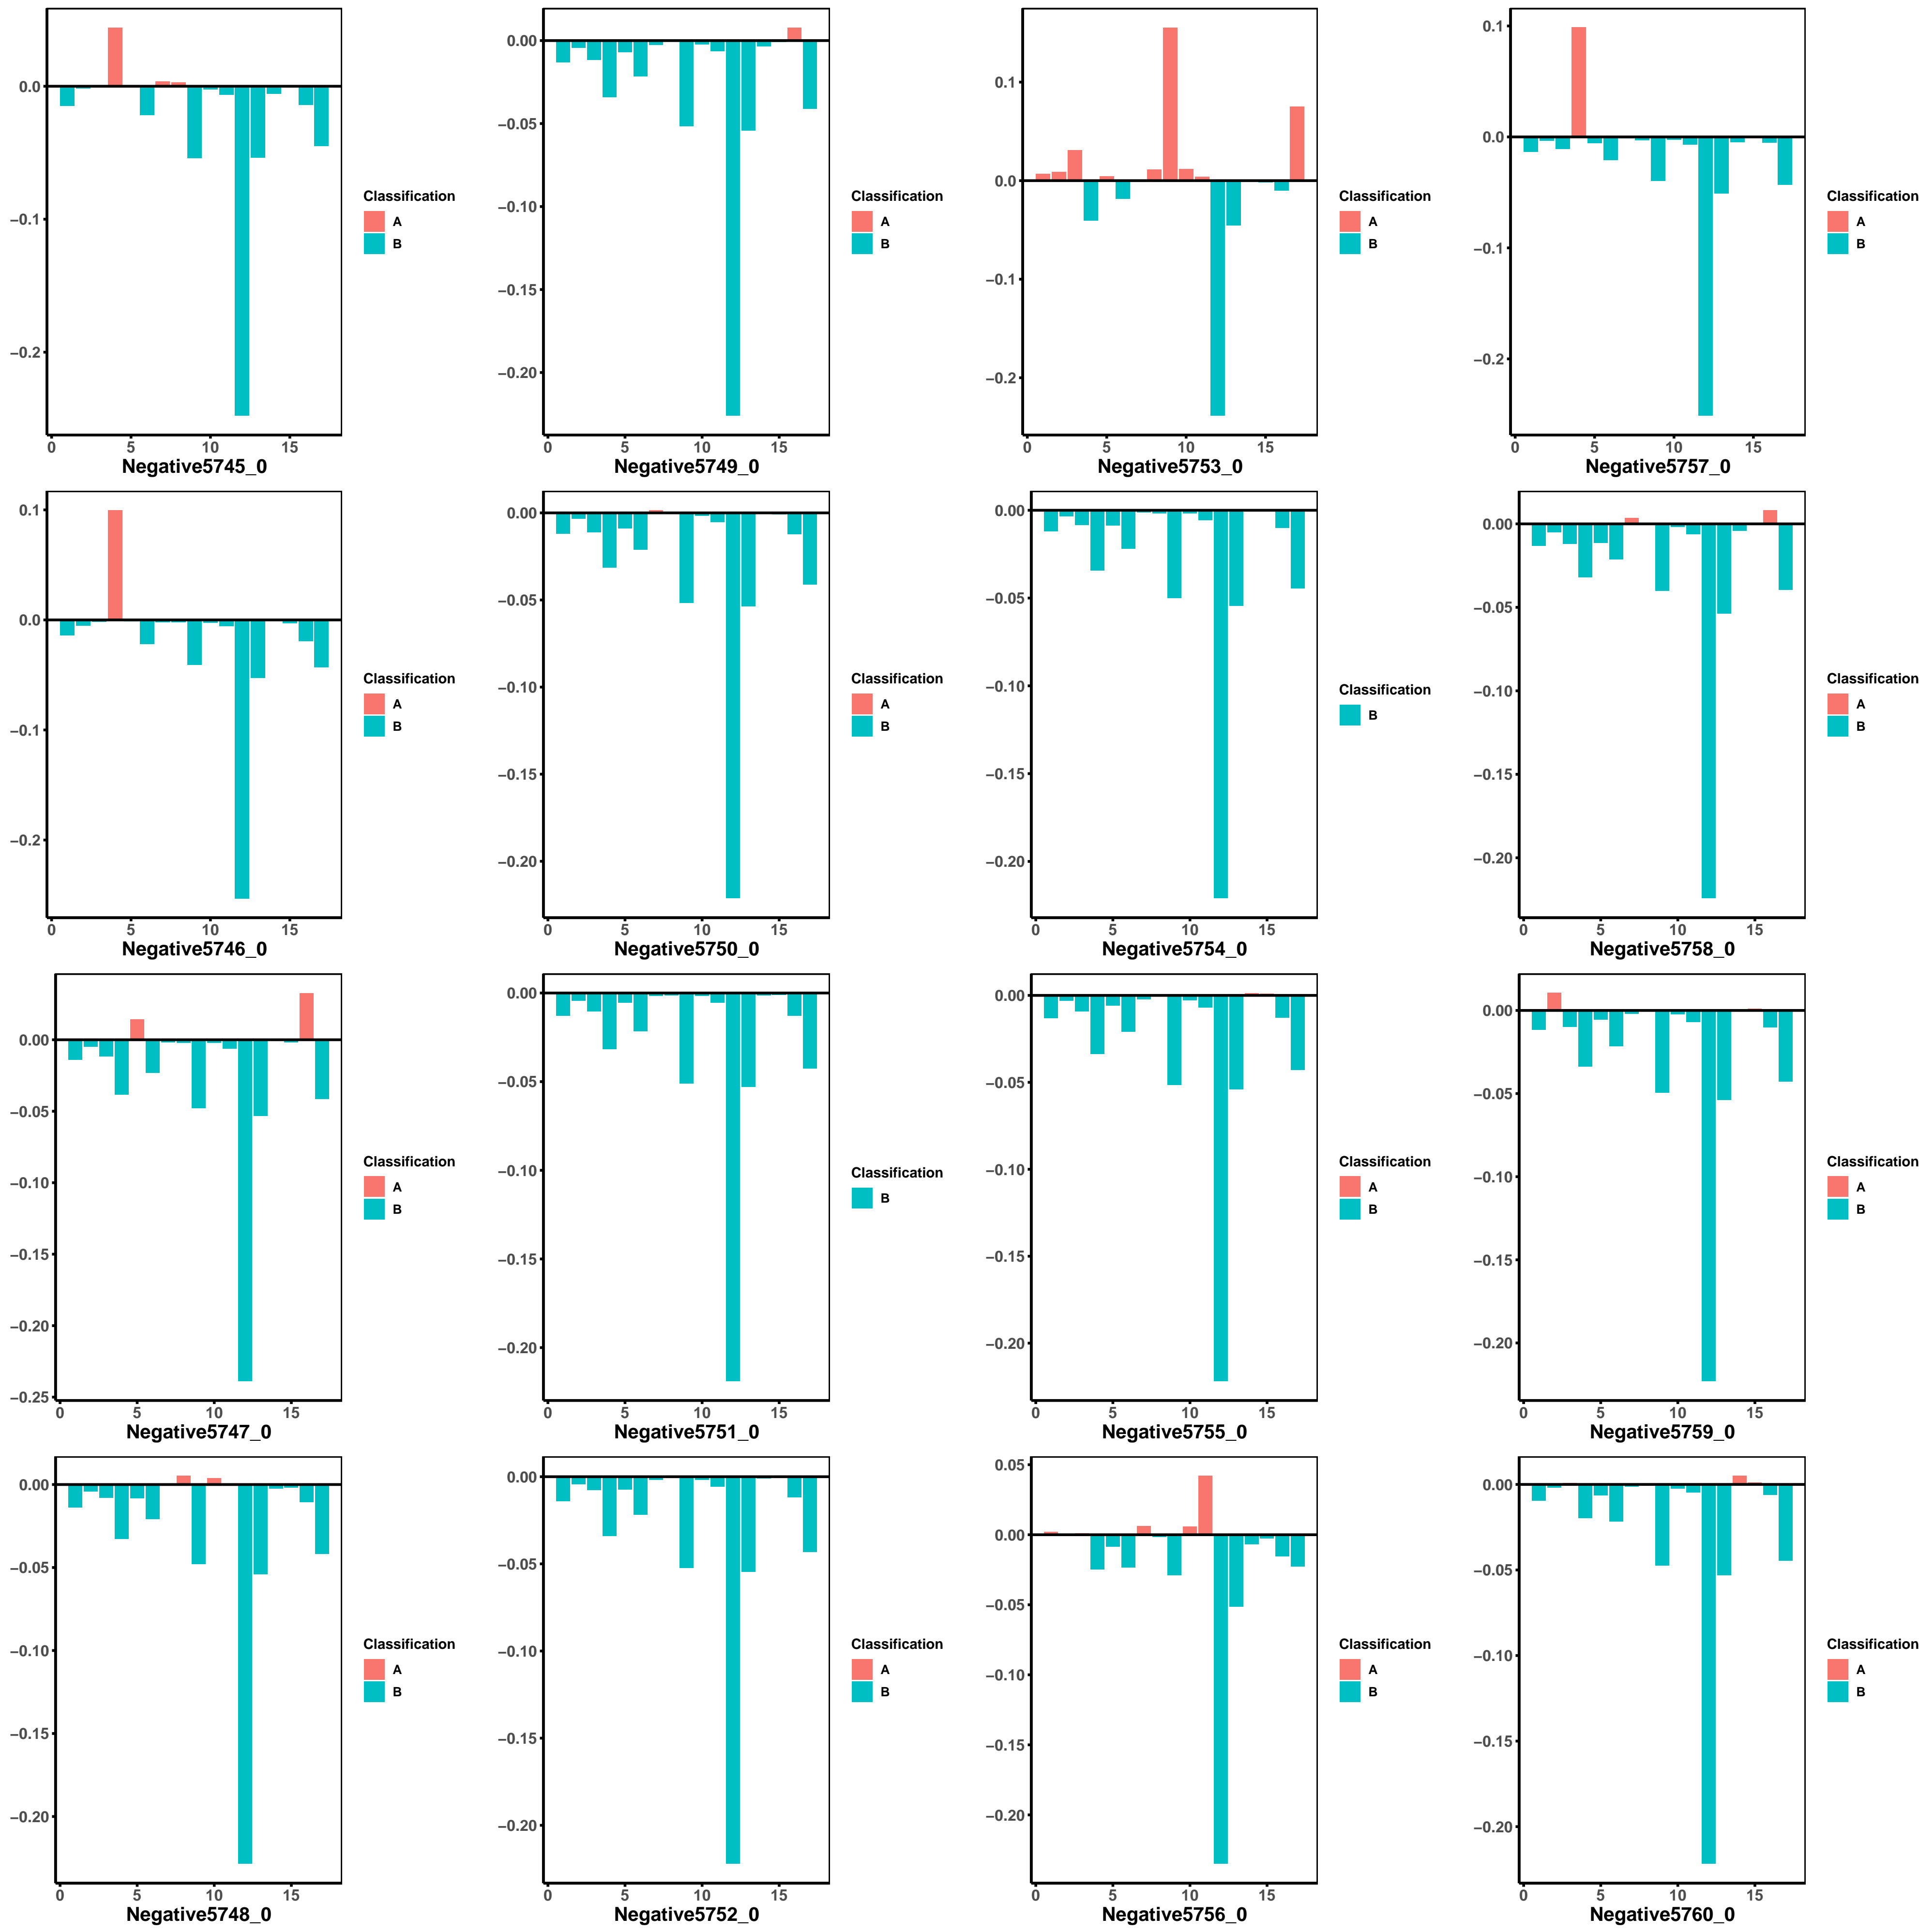 0.0
−0.1
−0.2
0 5 10 15
Negative5745_0
Classification
A
B
0.00
−0.05
−0.10
−0.15
−0.20
0 5 10 15
Negative5749_0
Classification
A
B
0.1
0.0
−0.1
−0.2
0 5 10 15
Negative5753_0
Classification
A
B
0.1
0.0
−0.1
−0.2
0 5 10 15
Negative5757_0
Classification
A
B
0.1
0.0
−0.1
−0.2
0 5 10 15
Negative5746_0
Classification
A
B
0.00
−0.05
−0.10
−0.15
−0.20
0 5 10 15
Negative5750_0
Classification
A
B
0.00
−0.05
−0.10
−0.15
−0.20
0 5 10 15
Negative5754_0
Classification
B
0.00
−0.05
−0.10
−0.15
−0.20
0 5 10 15
Negative5758_0
Classification
A
B
0.00
−0.05
−0.10
−0.15
−0.20
−0.25
0 5 10 15
Negative5747_0
Classification
A
B
0.00
−0.05
−0.10
−0.15
−0.20
0 5 10 15
Negative5751_0
Classification
B
0.00
−0.05
−0.10
−0.15
−0.20
0 5 10 15
Negative5755_0
Classification
A
B
0.00
−0.05
−0.10
−0.15
−0.20
0 5 10 15
Negative5759_0
Classification
A
B
0.00
−0.05
−0.10
−0.15
−0.20
0 5 10 15
Negative5748_0
Classification
A
B
0.00
−0.05
−0.10
−0.15
−0.20
0 5 10 15
Negative5752_0
Classification
A
B
0.05
0.00
−0.05
−0.10
−0.15
−0.20
0 5 10 15
Negative5756_0
Classification
A
B
0.00
−0.05
−0.10
−0.15
−0.20
0 5 10 15
Negative5760_0
Classification
A
B